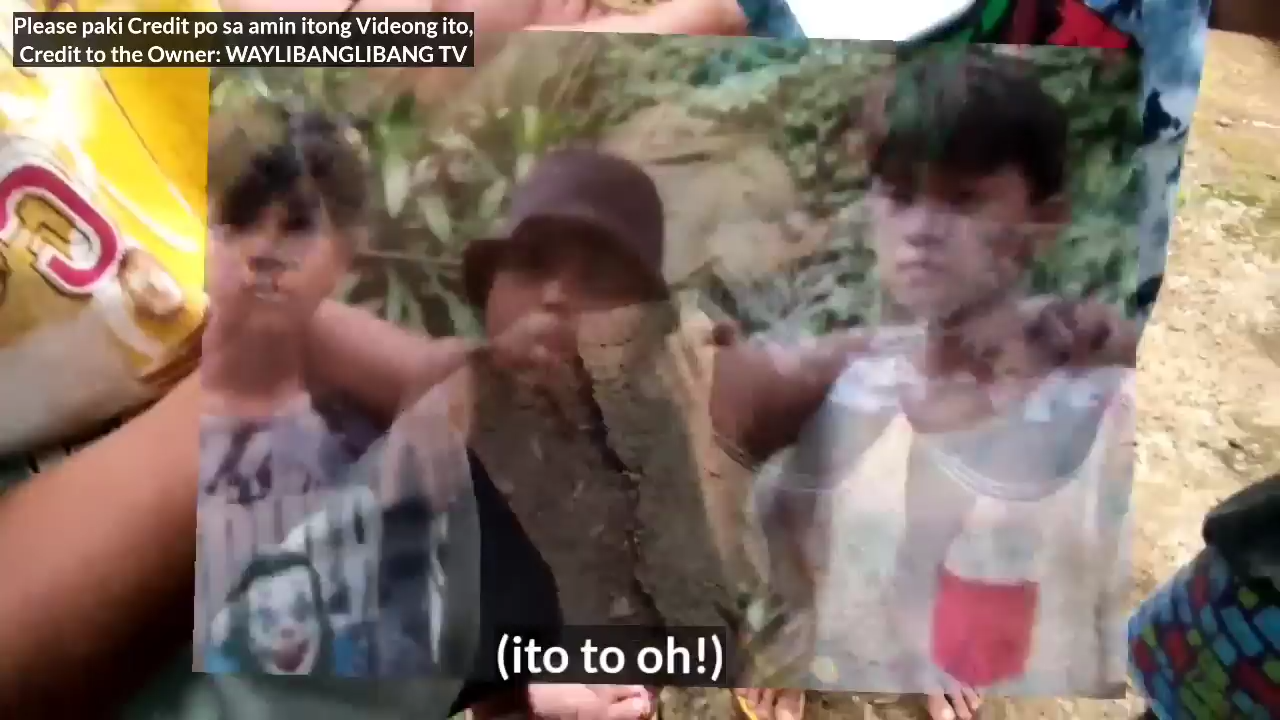 Please paki Credit po sa amin itong Videong ito,
Credit to the Owner: WAYLIBANGLIBANG TV
(ito to oh!)